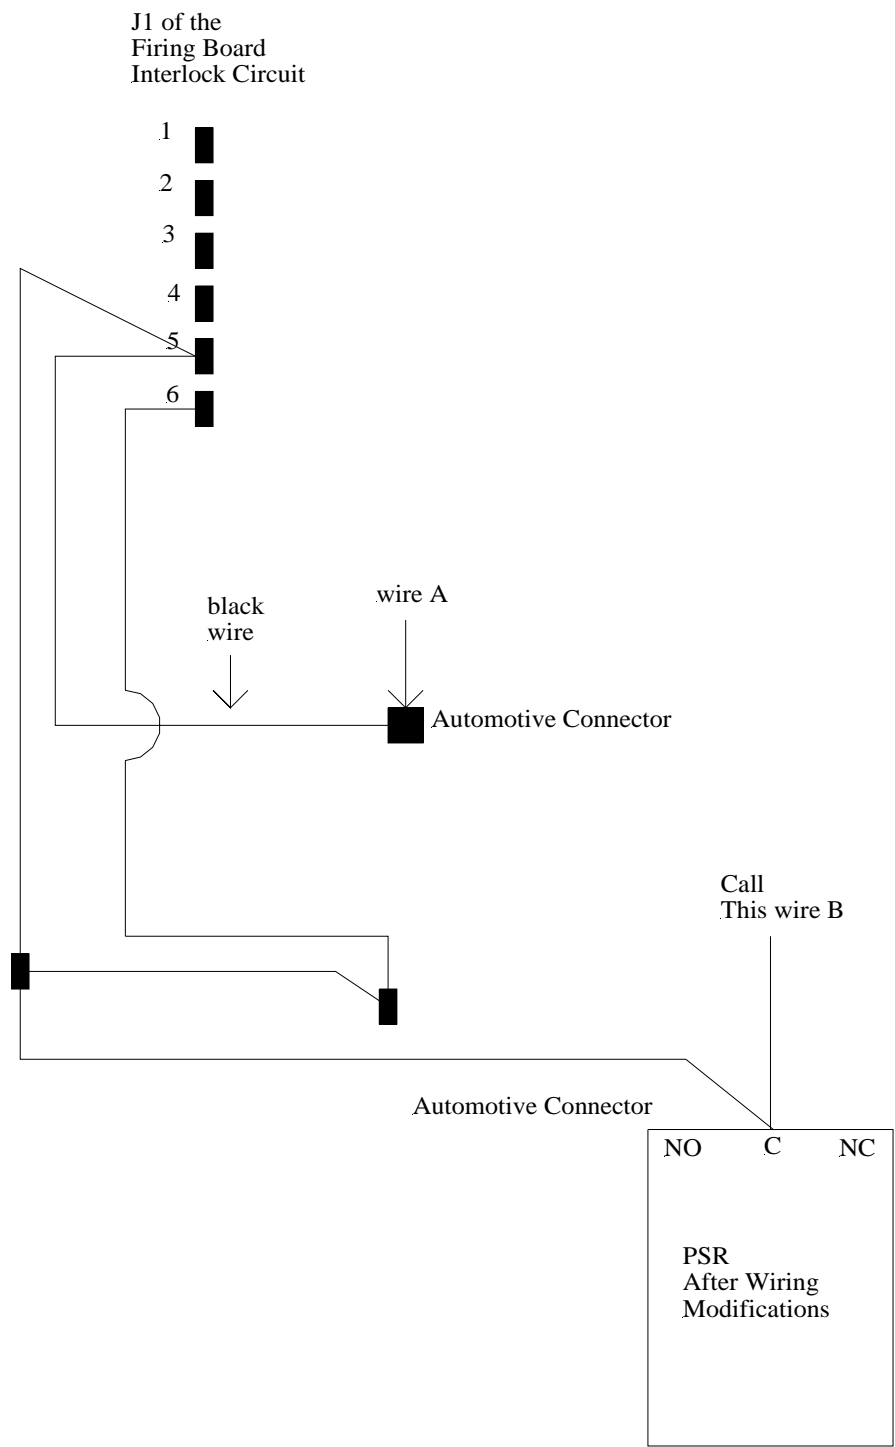 J1 of the
Firing Board
Interlock Circuit
1
2
3
4
5
6
black
wire
wire A
Automotive Connector
Call
This wire B
Automotive Connector
NO
C
NC
PSR
After Wiring
Modifications